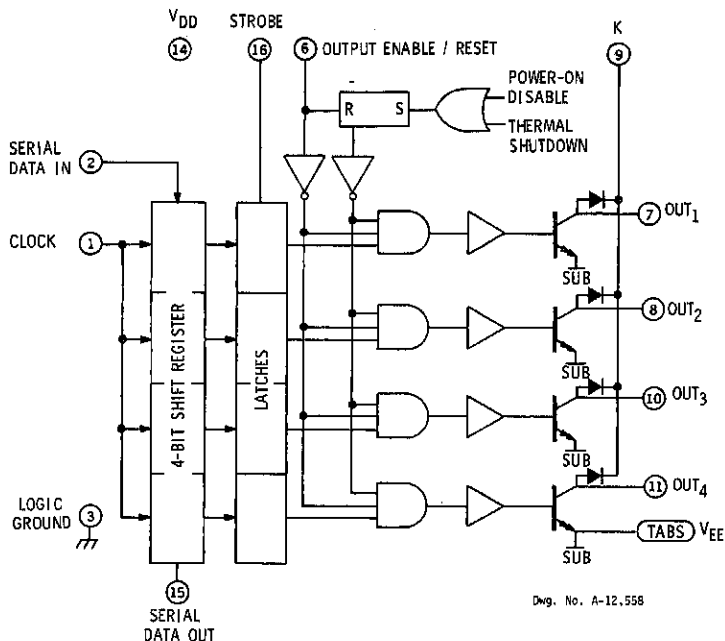 V_DD
STROBE
K
14
16
6
OUTPUT ENABLE / RESET
9
POWER-ON
DISABLE
R
S
THERMAL
SHUTDOWN
SERIAL
DATA IN
2
7
OUT1
CLOCK
1
SUB
8
OUT2
4-BIT SHIFT REGISTER
LATCHES
SUB
10
OUT3
SUB
11
OUT4
LOGIC
GROUND
3
TABS
VEE
SUB
15
SERIAL
DATA OUT
Dwg. No. A-12,558